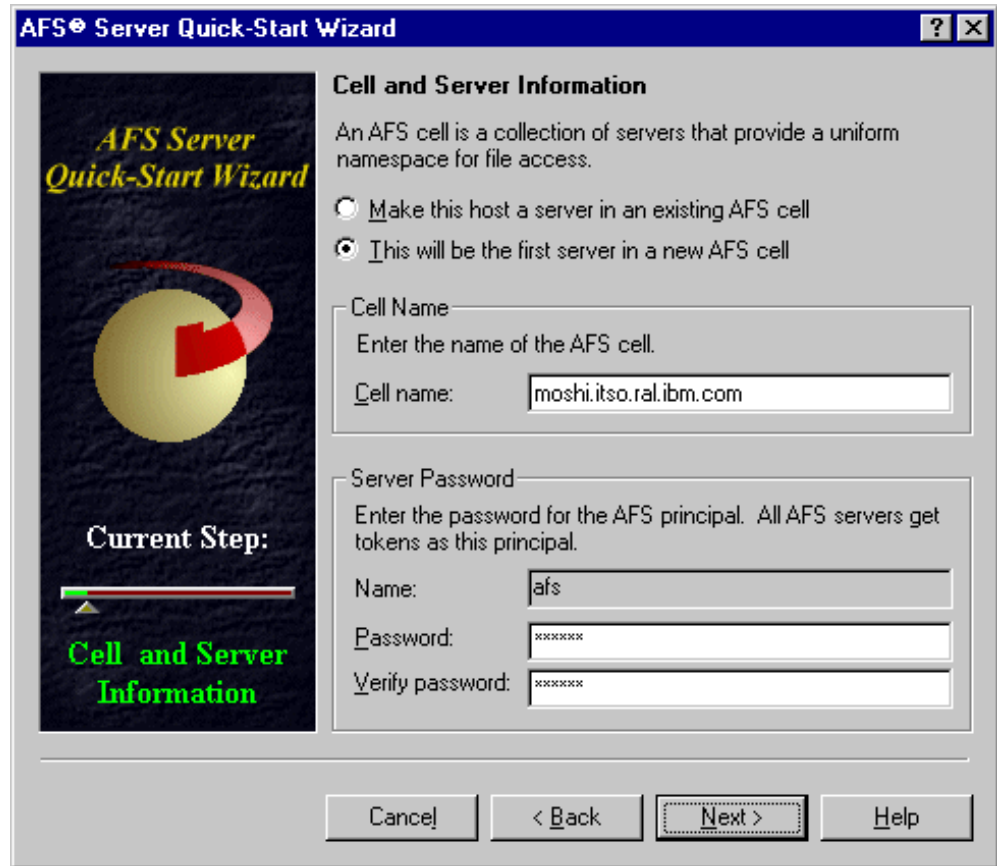 AFS® Server Quick-Start Wizard
AFS Server
Quick-Start Wizard
Current Step:
Cell and Server
Information
Cell and Server Information
An AFS cell is a collection of servers that provide a uniform
namespace for file access.
Make this host a server in an existing AFS cell
This will be the first server in a new AFS cell
Cell Name
Enter the name of the AFS cell.
Cell name: moshi.itso.ral.ibm.com
Server Password
Enter the password for the AFS principal. All AFS servers get
tokens as this principal.
Name: afs
Password: ******
Verify password: ******
Cancel < Back Next > Help